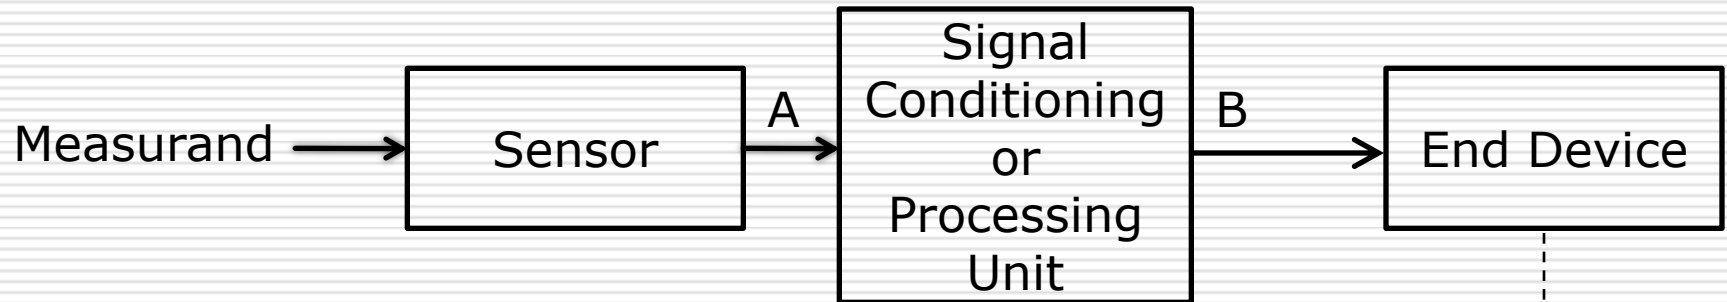 Measurand
Sensor
A
Signal
Conditioning
or
Processing
Unit
B
End Device